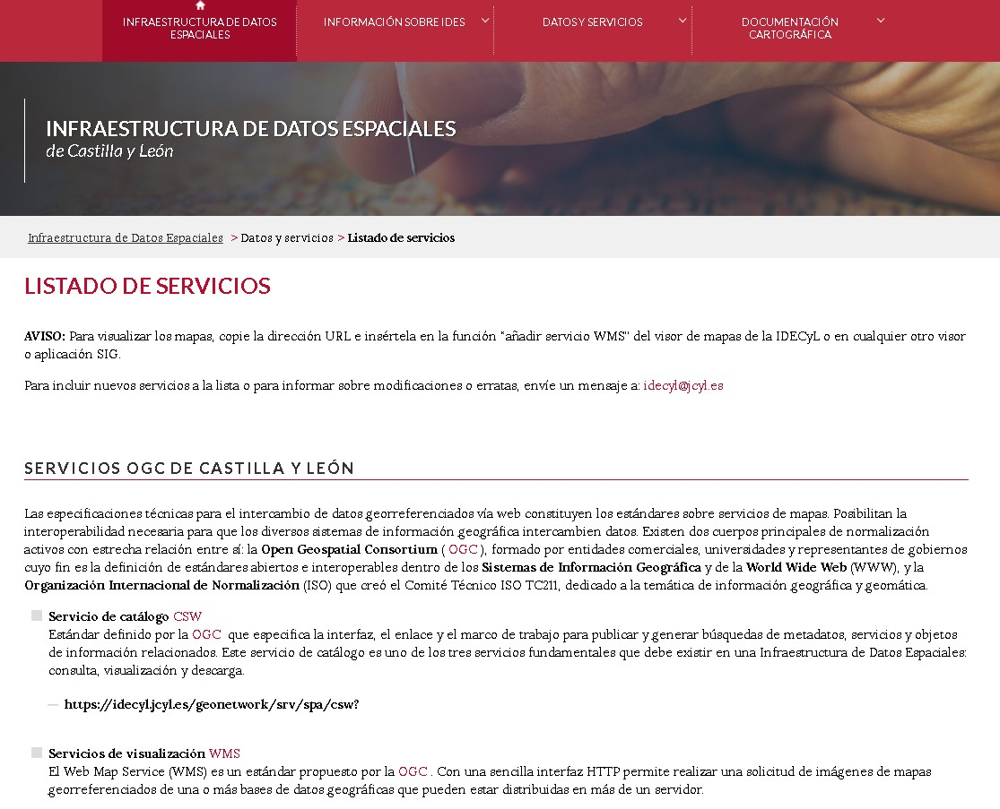 INFRAESTRUCTURA DE DATOS
ESPACIALES
INFORMACIÓN SOBRE IDES
DATOS Y SERVICIOS
DOCUMENTACIÓN
CARTOGRÁFICA
INFRAESTRUCTURA DE DATOS ESPACIALES
de Castilla y León
Infraestructura de Datos Espaciales > Datos y servicios > Listado de servicios
LISTADO DE SERVICIOS
AVISO: Para visualizar los mapas, copie la dirección URL e insértela en la función "añadir servicio WMS" del visor de mapas de la IDECyL o en cualquier otro visor
o aplicación SIG.
Para incluir nuevos servicios a la lista o para informar sobre modificaciones o erratas, envíe un mensaje a: idecyl@jcyl.es
SERVICIOS OGC DE CASTILLA Y LEÓN
Las especificaciones técnicas para el intercambio de datos georreferenciados vía web constituyen los estándares sobre servicios de mapas. Posibilitan la
interoperabilidad necesaria para que los diversos sistemas de información geográfica intercambien datos. Existen dos cuerpos principales de normalización
activos con estrecha relación entre sí: la Open Geospatial Consortium ( OGC ), formado por entidades comerciales, universidades y representantes de gobiernos
cuyo fin es la definición de estándares abiertos e interoperables dentro de los Sistemas de Información Geográfica y de la World Wide Web (WWW), y la
Organización Internacional de Normalización (ISO) que creó el Comité Técnico ISO TC211, dedicado a la temática de información geográfica y geomática.
Servicio de catálogo CSW
Estándar definido por la OGC que especifica la interfaz, el enlace y el marco de trabajo para publicar y generar búsquedas de metadatos, servicios y objetos
de información relacionados. Este servicio de catálogo es uno de los tres servicios fundamentales que debe existir en una Infraestructura de Datos Espaciales:
consulta, visualización y descarga.
— https://idecyl.jcyl.es/geonetwork/srv/spa/csw?
Servicios de visualización WMS
El Web Map Service (WMS) es un estándar propuesto por la OGC . Con una sencilla interfaz HTTP permite realizar una solicitud de imágenes de mapas
georreferenciados de una o más bases de datos geográficas que pueden estar distribuidas en más de un servidor.